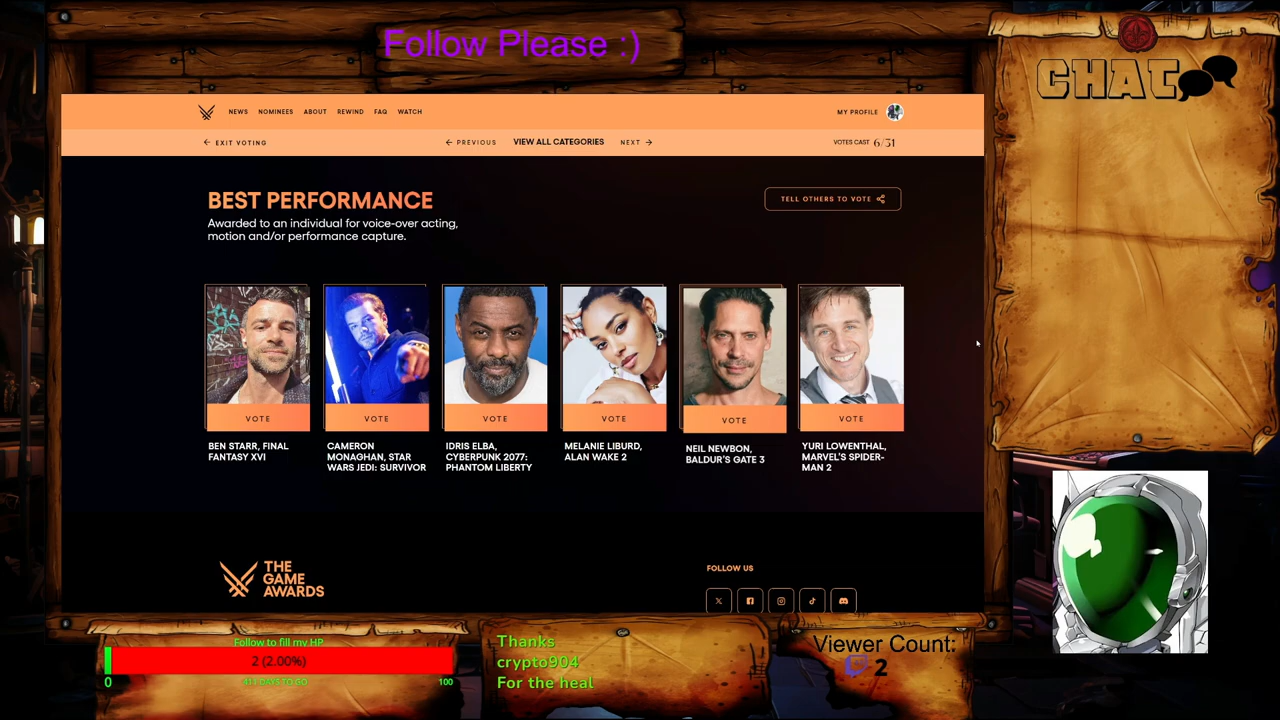 Follow Please :)
CHAT
NEWS NOMINEES ABOUT REWIND FAQ WATCH
MY PROFILE
EXIT VOTING
PREVIOUS VIEW ALL CATEGORIES NEXT
VOTES CAST 6/31
BEST PERFORMANCE
TELL OTHERS TO VOTE
Awarded to an individual for voice-over acting,
motion and/or performance capture.
VOTE VOTE VOTE VOTE VOTE VOTE
BEN STARR, FINAL
FANTASY XVI
CAMERON
MONAGHAN, STAR
WARS JEDI: SURVIVOR
IDRIS ELBA,
CYBERPUNK 2077:
PHANTOM LIBERTY
MELANIE LIBURD,
ALAN WAKE 2
NEIL NEWBON,
BALDUR'S GATE 3
YURI LOWENTHAL,
MARVEL'S SPIDER-
MAN 2
THE
GAME
AWARDS
FOLLOW US
Follow to fill my HP
2 (2.00%)
0 411 DAYS TO GO 100
Thanks
crypto904
For the heal
Viewer Count:
2